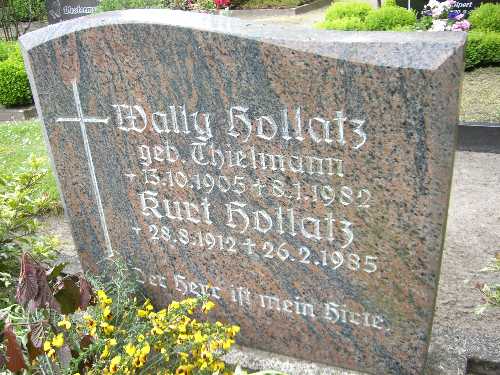 Wally Hollatz
geb. Thielmann
+ 13.10.1905 + 8.1.1982
Kurt Hollatz
* 28.8.1912 + 26.2.1985
Der Herr ist mein Hirte.